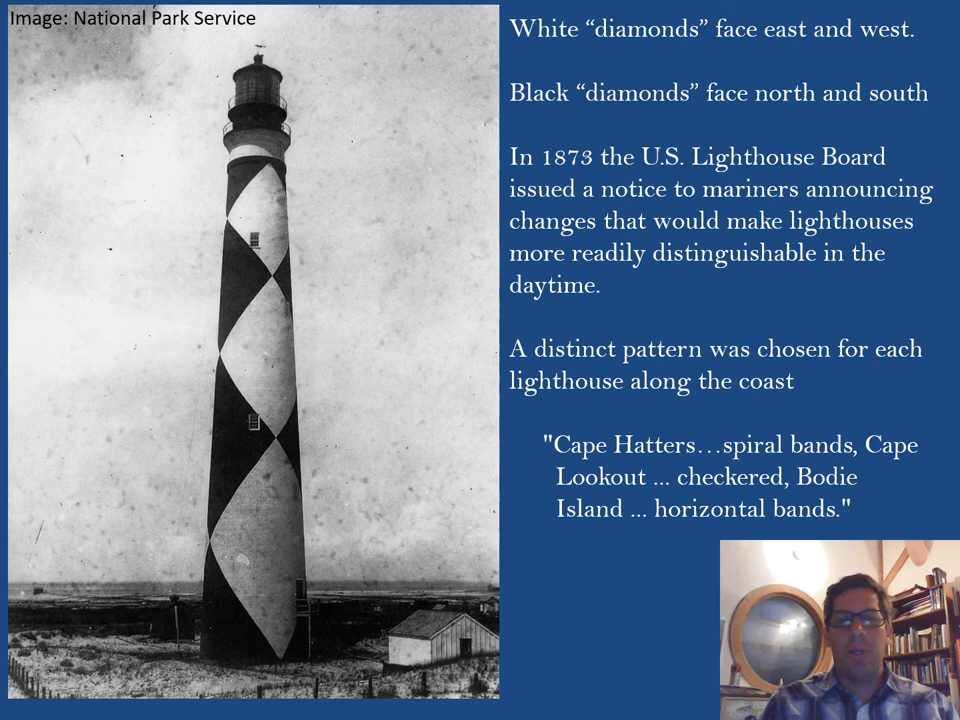 Image: National Park Service
White “diamonds” face east and west.
Black “diamonds” face north and south
In 1873 the U.S. Lighthouse Board
issued a notice to mariners announcing
changes that would make lighthouses
more readily distinguishable in the
daytime.
A distinct pattern was chosen for each
lighthouse along the coast
"Cape Hatters…spiral bands, Cape
Lookout ... checkered, Bodie
Island ... horizontal bands."